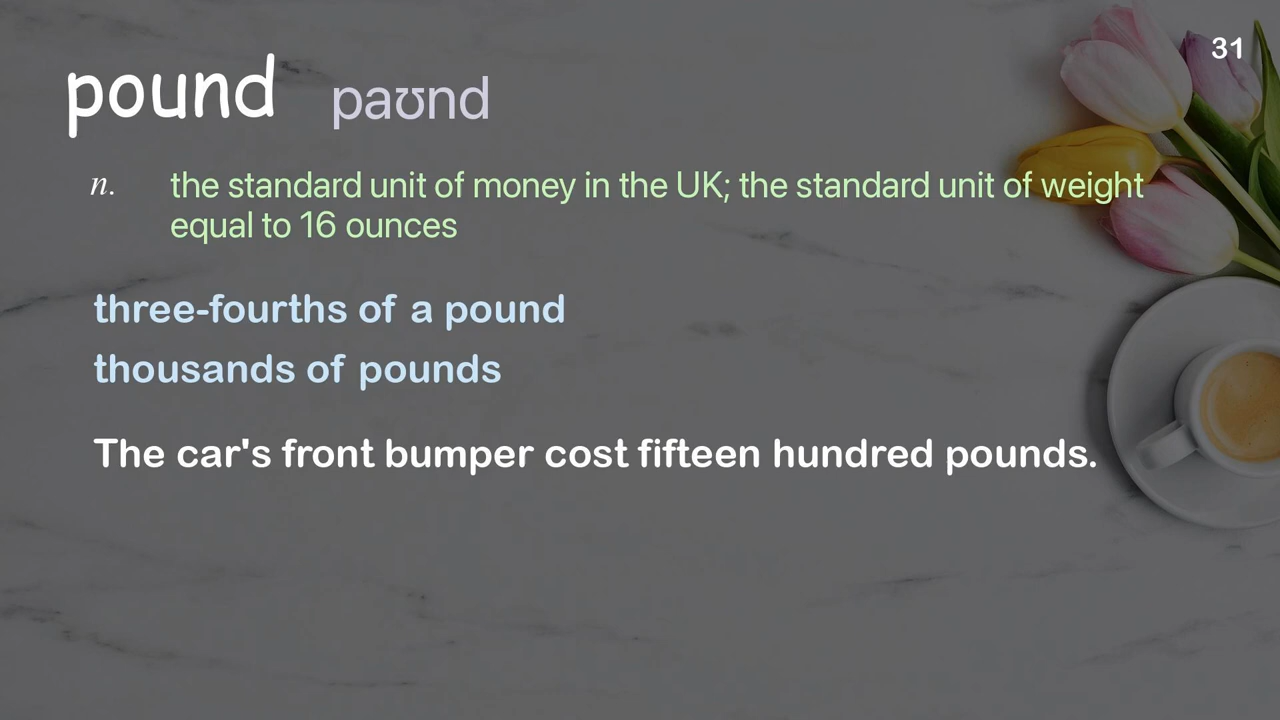 31
pound paʊnd
n. the standard unit of money in the UK; the standard unit of weight
equal to 16 ounces
three-fourths of a pound
thousands of pounds
The car's front bumper cost fifteen hundred pounds.